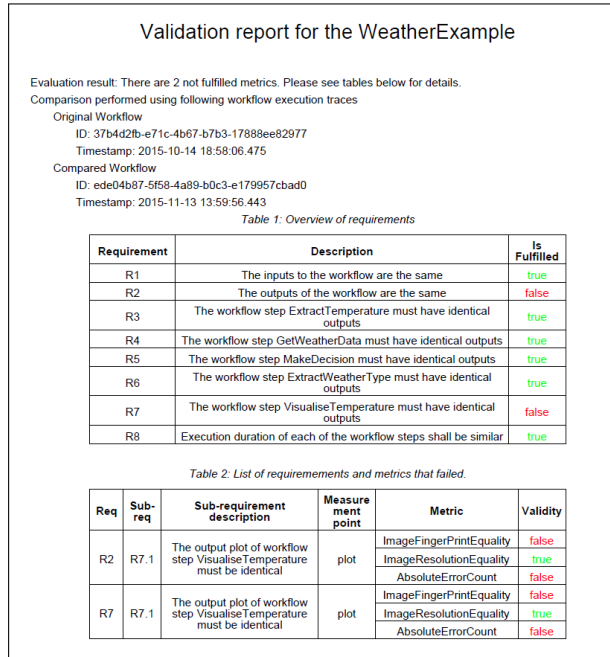 Validation report for the WeatherExample
Evaluation result: There are 2 not fulfilled metrics. Please see tables below for details.
Comparison performed using following workflow execution traces
Original Workflow
ID: 37b4d2fb-e71c-4b67-b7b3-17888ee82977
Timestamp: 2015-10-14 18:58:06.475
Compared Workflow
ID: ede04b87-5f58-4a89-b0c3-e179957cbad0
Timestamp: 2015-11-13 13:59:56.443
Table 1: Overview of requirements
Requirement Description Is Fulfilled
R1 The inputs to the workflow are the same true
R2 The outputs of the workflow are the same false
R3 The workflow step ExtractTemperature must have identical outputs true
R4 The workflow step GetWeatherData must have identical outputs true
R5 The workflow step MakeDecision must have identical outputs true
R6 The workflow step ExtractWeatherType must have identical outputs true
R7 The workflow step VisualiseTemperature must have identical outputs false
R8 Execution duration of each of the workflow steps shall be similar true
Table 2: List of requiremements and metrics that failed.
Req Sub-req Sub-requirement description Measurement point Metric Validity
R2 R7.1 The output plot of workflow step VisualiseTemperature must be identical plot ImageFingerPrintEquality false
ImageResolutionEquality true
AbsoluteErrorCount false
R7 R7.1 The output plot of workflow step VisualiseTemperature must be identical plot ImageFingerPrintEquality false
ImageResolutionEquality true
AbsoluteErrorCount false